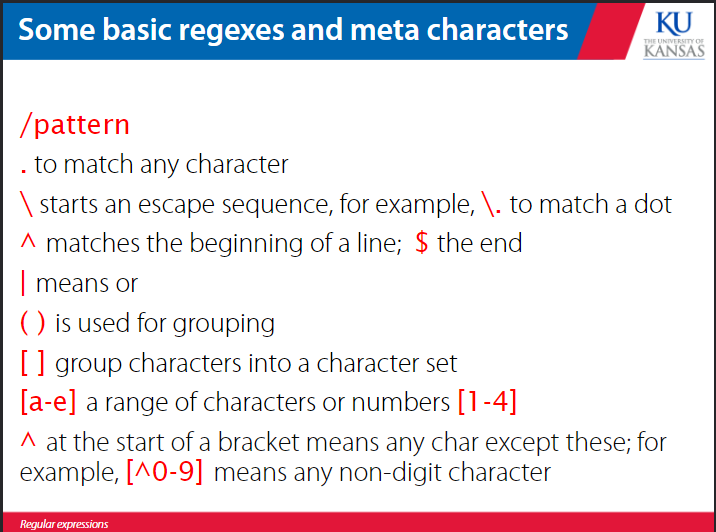 Some basic regexes and meta characters
KU
THE UNIVERSITY OF
KANSAS
/pattern
. to match any character
\ starts an escape sequence, for example, \. to match a dot
^ matches the beginning of a line; $ the end
| means or
( ) is used for grouping
[ ] group characters into a character set
[a-e] a range of characters or numbers [1-4]
^ at the start of a bracket means any char except these; for
example, [^0-9] means any non-digit character
Regular expressions